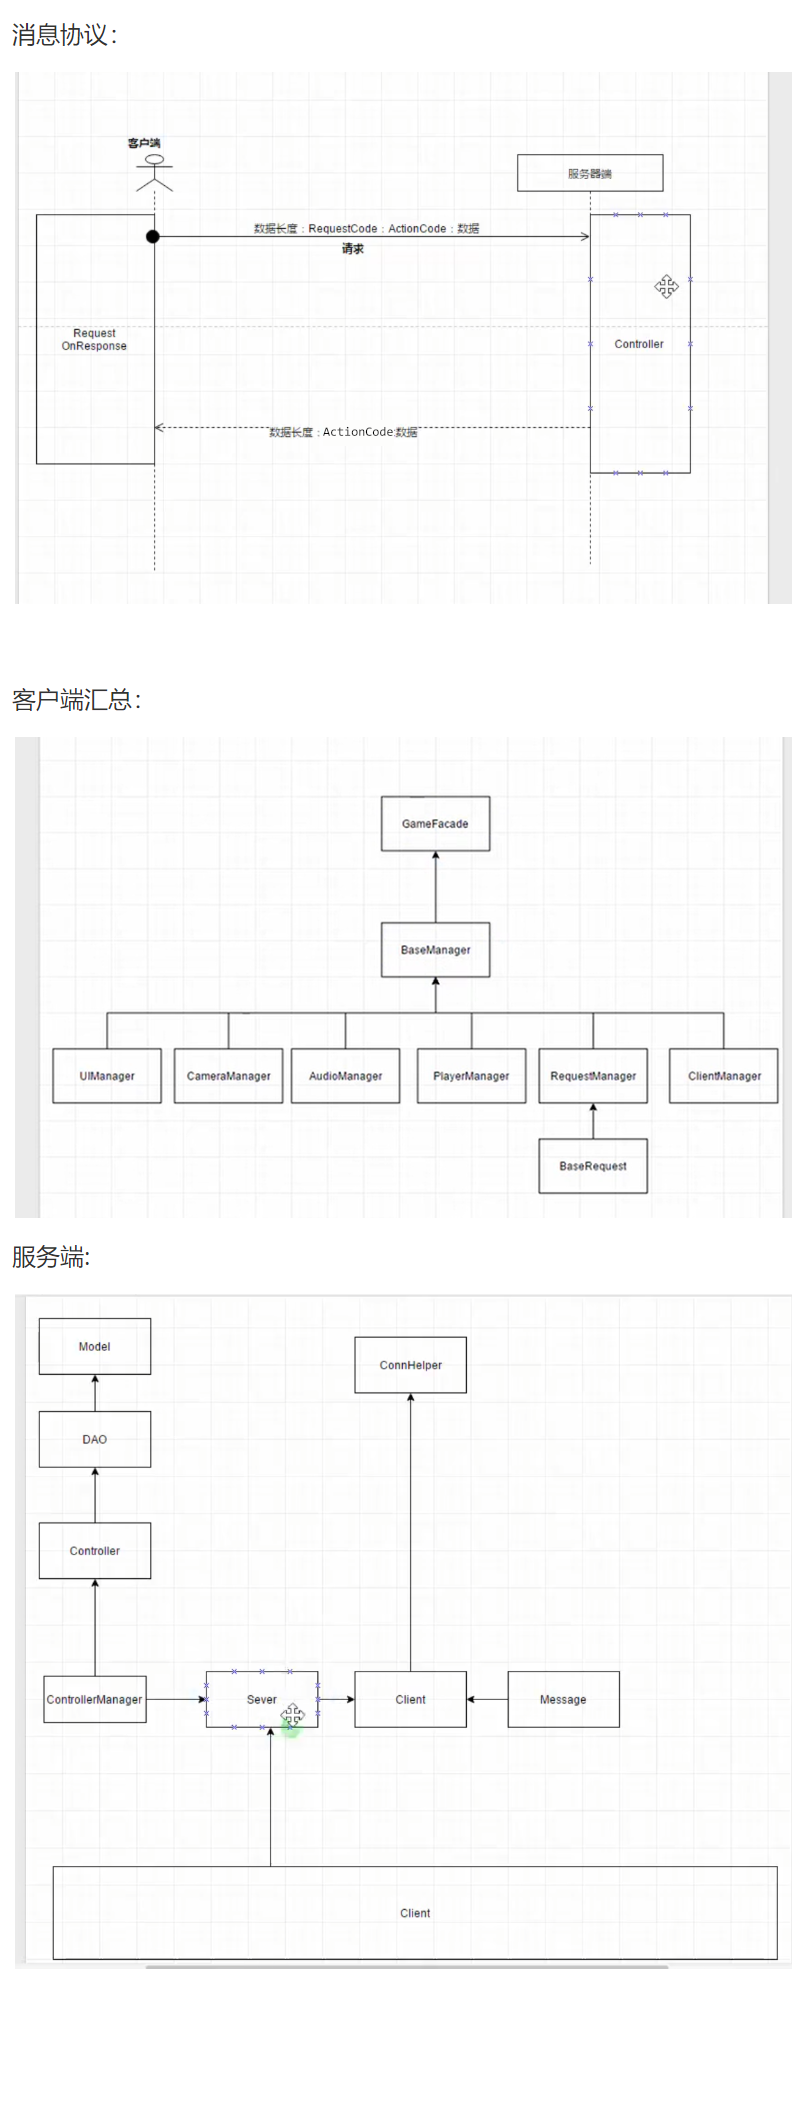 消息协议：
客户端
服务器端
数据长度：RequestCode：ActionCode：数据
请求
Request
OnResponse
Controller
数据长度：ActionCode:数据
客户端汇总：
GameFacade
BaseManager
UIManager
CameraManager
AudioManager
PlayerManager
RequestManager
ClientManager
BaseRequest
服务端:
Model
ConnHelper
DAO
Controller
ControllerManager
Sever
Client
Message
Client